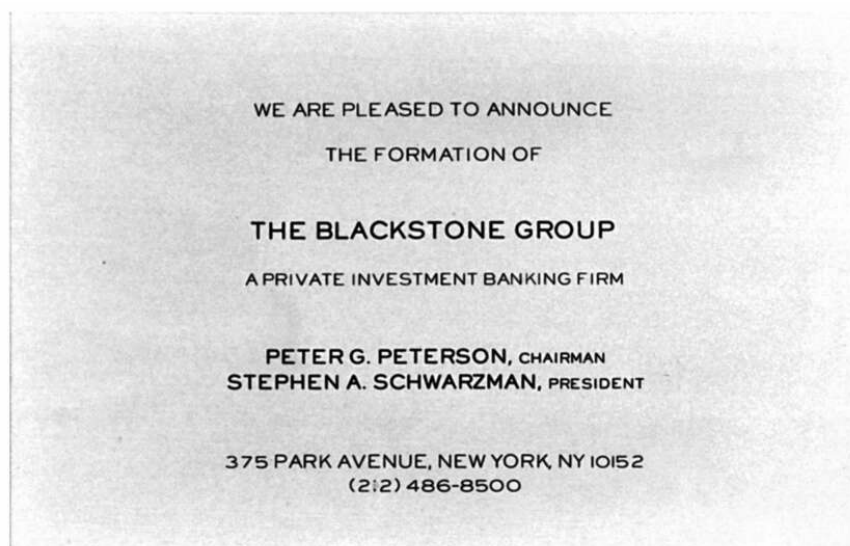 WE ARE PLEASED TO ANNOUNCE
THE FORMATION OF
THE BLACKSTONE GROUP
A PRIVATE INVESTMENT BANKING FIRM
PETER G. PETERSON, CHAIRMAN
STEPHEN A. SCHWARZMAN, PRESIDENT
375 PARK AVENUE, NEW YORK, NY 10152
(212) 486-8500